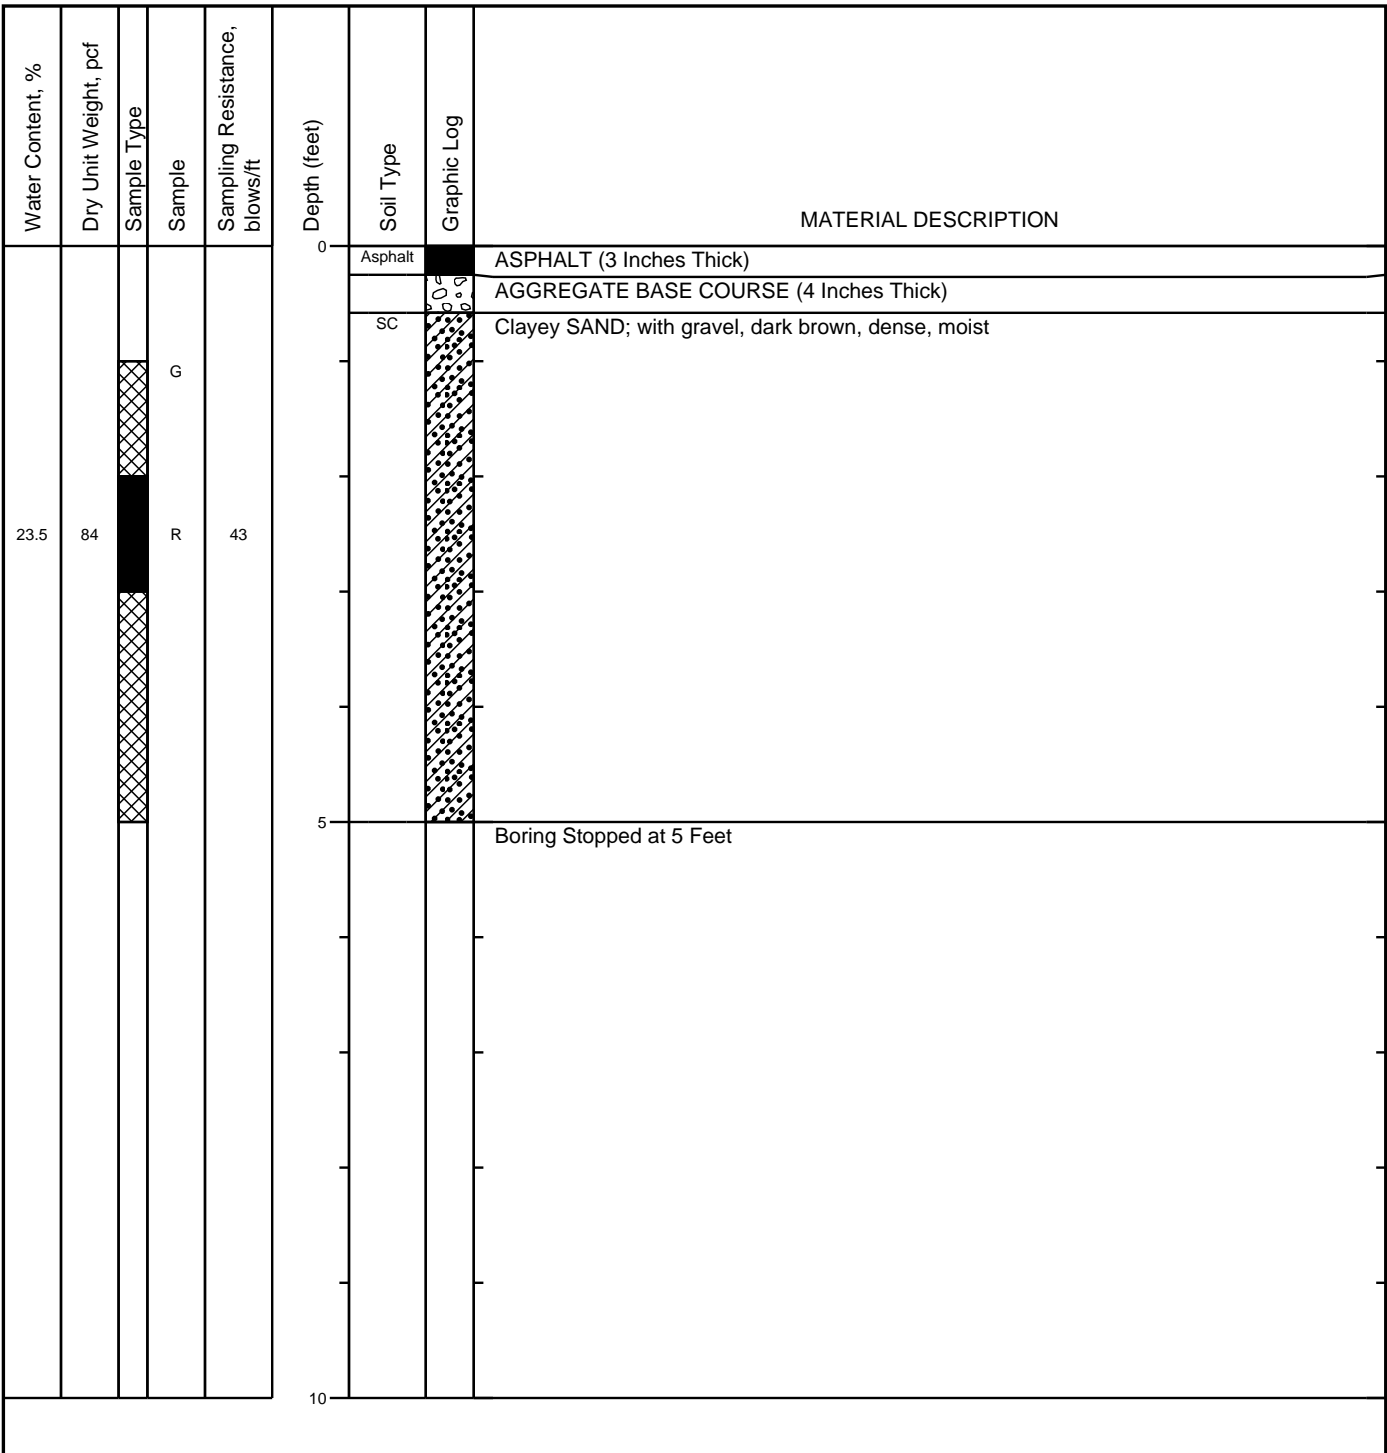 Water Content, %
Dry Unit Weight, pcf
Sample Type
Sample
Sampling Resistance,
blows/ft
Depth (feet)
Soil Type
Graphic Log
MATERIAL DESCRIPTION
0
Asphalt
ASPHALT (3 Inches Thick)
AGGREGATE BASE COURSE (4 Inches Thick)
SC
Clayey SAND; with gravel, dark brown, dense, moist
G
23.5
84
R
43
5
Boring Stopped at 5 Feet
10